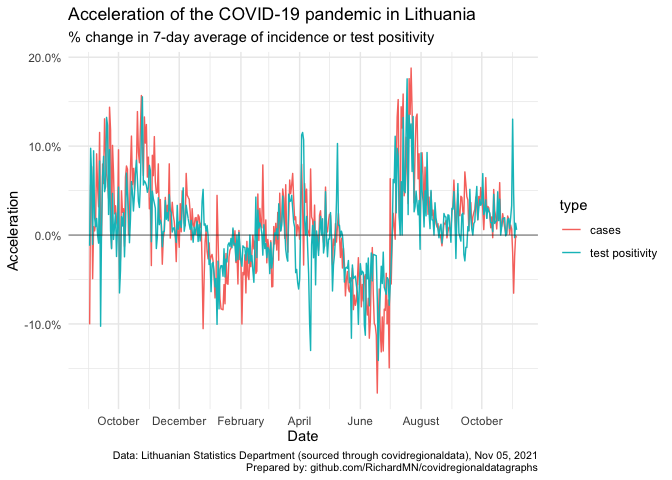 Acceleration of the COVID-19 pandemic in Lithuania
% change in 7-day average of incidence or test positivity
20.0%
10.0%
0.0%
-10.0%
Acceleration
October December February April June August October
Date
type
cases
test positivity
Data: Lithuanian Statistics Department (sourced through covidregionaldata), Nov 05, 2021
Prepared by: github.com/RichardMN/covidregionaldatagraphs